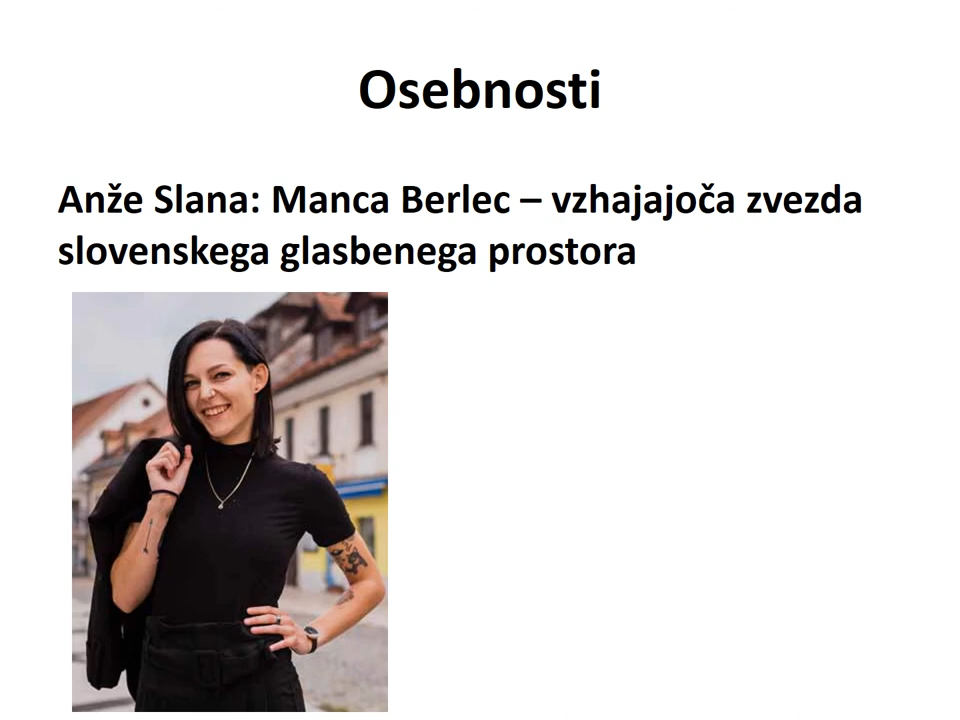 Osebnosti
Anže Slana: Manca Berlec – vzhajajoča zvezda
slovenskega glasbenega prostora